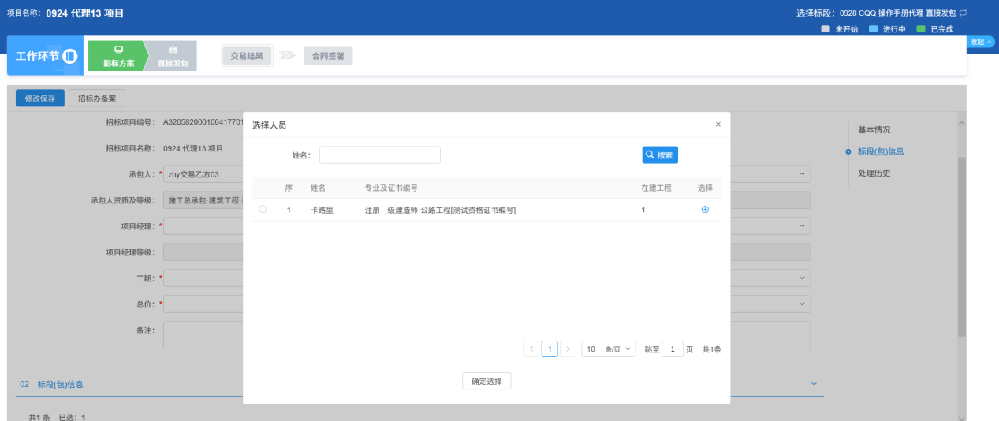 项目名称: 0924 代理13 项目
选择标段: 0928 CQQ 操作手册代理 直接发包
未开始 进行中 已完成
收起
工作环节
招标方案
直接发包
交易结果
合同签署
修改保存
招标办备案
招标项目编号: A320582000100417701
招标项目名称: 0924 代理13 项目
承包人: * zhy交易乙方03
承包人资质及等级: 施工总承包·建筑工程·
项目经理: *
项目经理等级:
工期: *
总价: *
备注:
选择人员 ×
姓名:
搜索
序 姓名 专业及证书编号 在建工程 选择
1 卡路里 注册一级建造师·公路工程[测试资格证书编号] 1
1 10 条/页 跳至 1 页 共1条
确定选择
基本情况
标段(包)信息
处理历史
02 标段(包)信息
共1 条 已选: 1